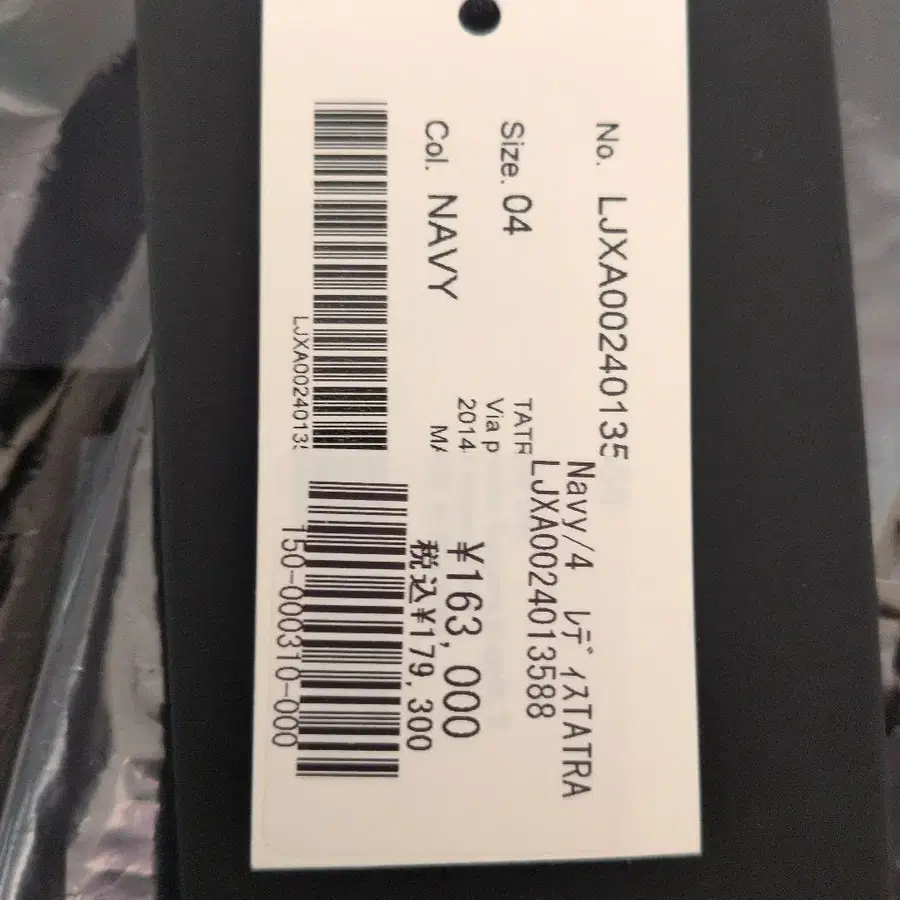 No. LJXA00240135
Size. 04
Col. NAVY
TATR
Via p
2014
LJXA0024013
Navy/4 ﾚﾃﾞｨｽTATRA
LJXA0024013588
¥163,000
税込¥179,300
150-000310-000